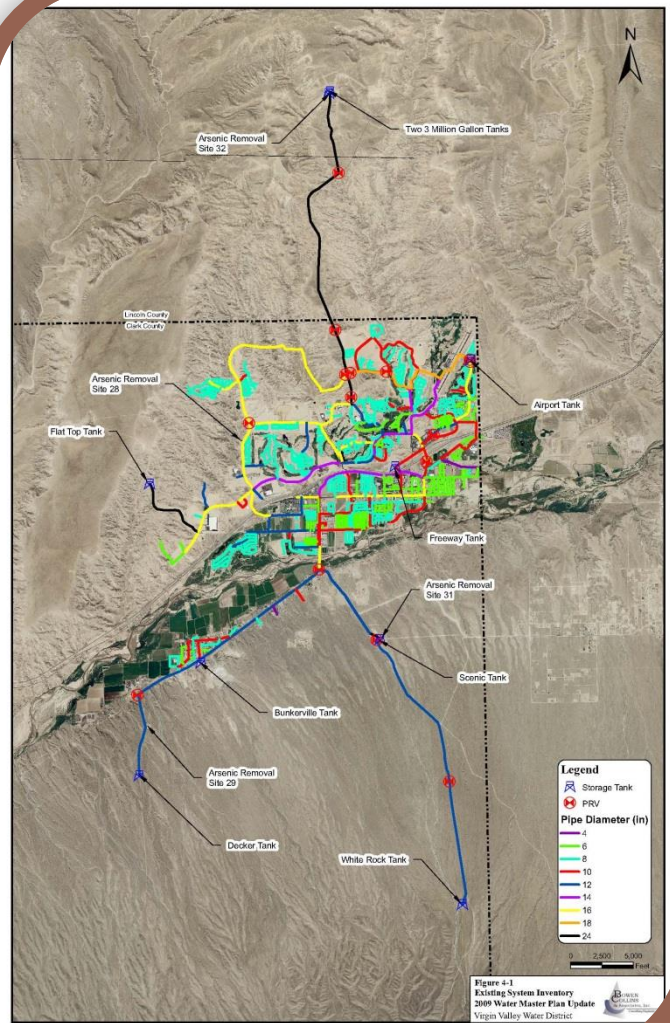 N
Arsenic Removal
Site 32
Two 3 Million Gallon Tanks
Lincoln County
Clark County
Arsenic Removal
Site 28
Airport Tank
Flat Top Tank
Freeway Tank
Arsenic Removal
Site 31
Scenic Tank
Bunkerville Tank
Arsenic Removal
Site 29
Decker Tank
White Rock Tank
Legend
Storage Tank
PRV
Pipe Diameter (in)
4
6
8
10
12
14
16
18
24
0 2,500 5,000
Feet
Figure 4-1
Existing System Inventory
2009 Water Master Plan Update
Virgin Valley Water District
BOWEN
COLLINS
& Associates, Inc.